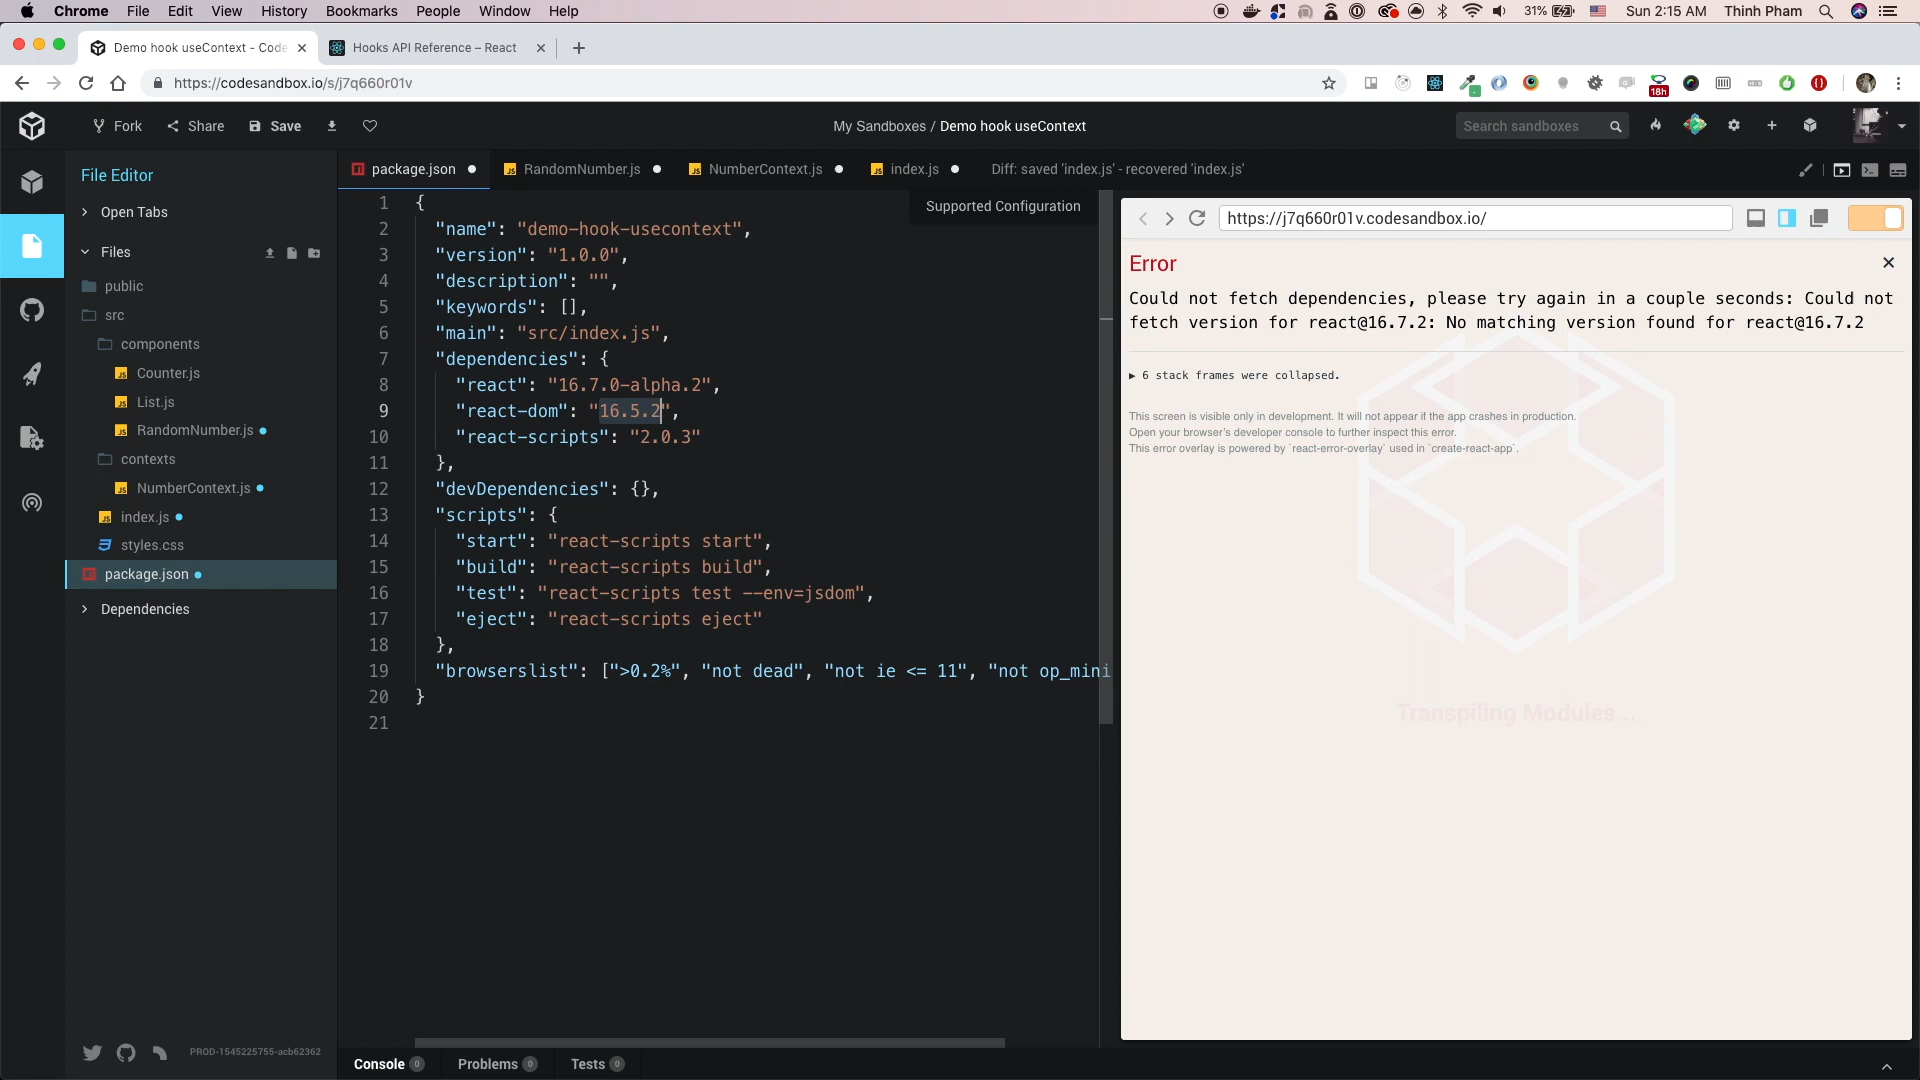 Chrome File Edit View History Bookmarks People Window Help
31% Sun 2:15 AM Thinh Pham
Demo hook useContext - Code
Hooks API Reference – React
https://codesandbox.io/s/j7q660r01v
18h
Fork Share Save
My Sandboxes / Demo hook useContext
Search sandboxes
File Editor
Open Tabs
Files
public
src
components
Counter.js
List.js
RandomNumber.js
contexts
NumberContext.js
index.js
styles.css
package.json
Dependencies
PROD-1545225755-acb62362
package.json RandomNumber.js NumberContext.js index.js Diff: saved 'index.js' - recovered 'index.js'
Supported Configuration
1 {
2 "name": "demo-hook-usecontext",
3 "version": "1.0.0",
4 "description": "",
5 "keywords": [],
6 "main": "src/index.js",
7 "dependencies": {
8 "react": "16.7.0-alpha.2",
9 "react-dom": "16.5.2",
10 "react-scripts": "2.0.3"
11 },
12 "devDependencies": {},
13 "scripts": {
14 "start": "react-scripts start",
15 "build": "react-scripts build",
16 "test": "react-scripts test --env=jsdom",
17 "eject": "react-scripts eject"
18 },
19 "browserslist": [">0.2%", "not dead", "not ie <= 11", "not op_mini
20 }
21
https://j7q660r01v.codesandbox.io/
Error
Could not fetch dependencies, please try again in a couple seconds: Could not
fetch version for react@16.7.2: No matching version found for react@16.7.2
▶ 6 stack frames were collapsed.
This screen is visible only in development. It will not appear if the app crashes in production.
Open your browser's developer console to further inspect this error.
This error overlay is powered by `react-error-overlay` used in `create-react-app`.
Transpiling Modules...
Console 0 Problems 0 Tests 0